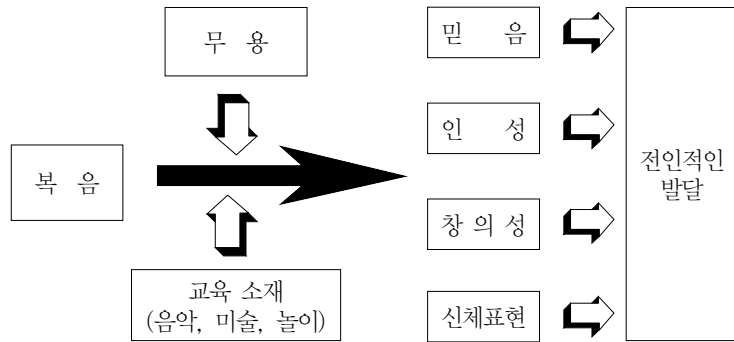 무 용
복 음
교육 소재
(음악, 미술, 놀이)
믿 음
인 성
창 의 성
신체표현
전인적인
발달